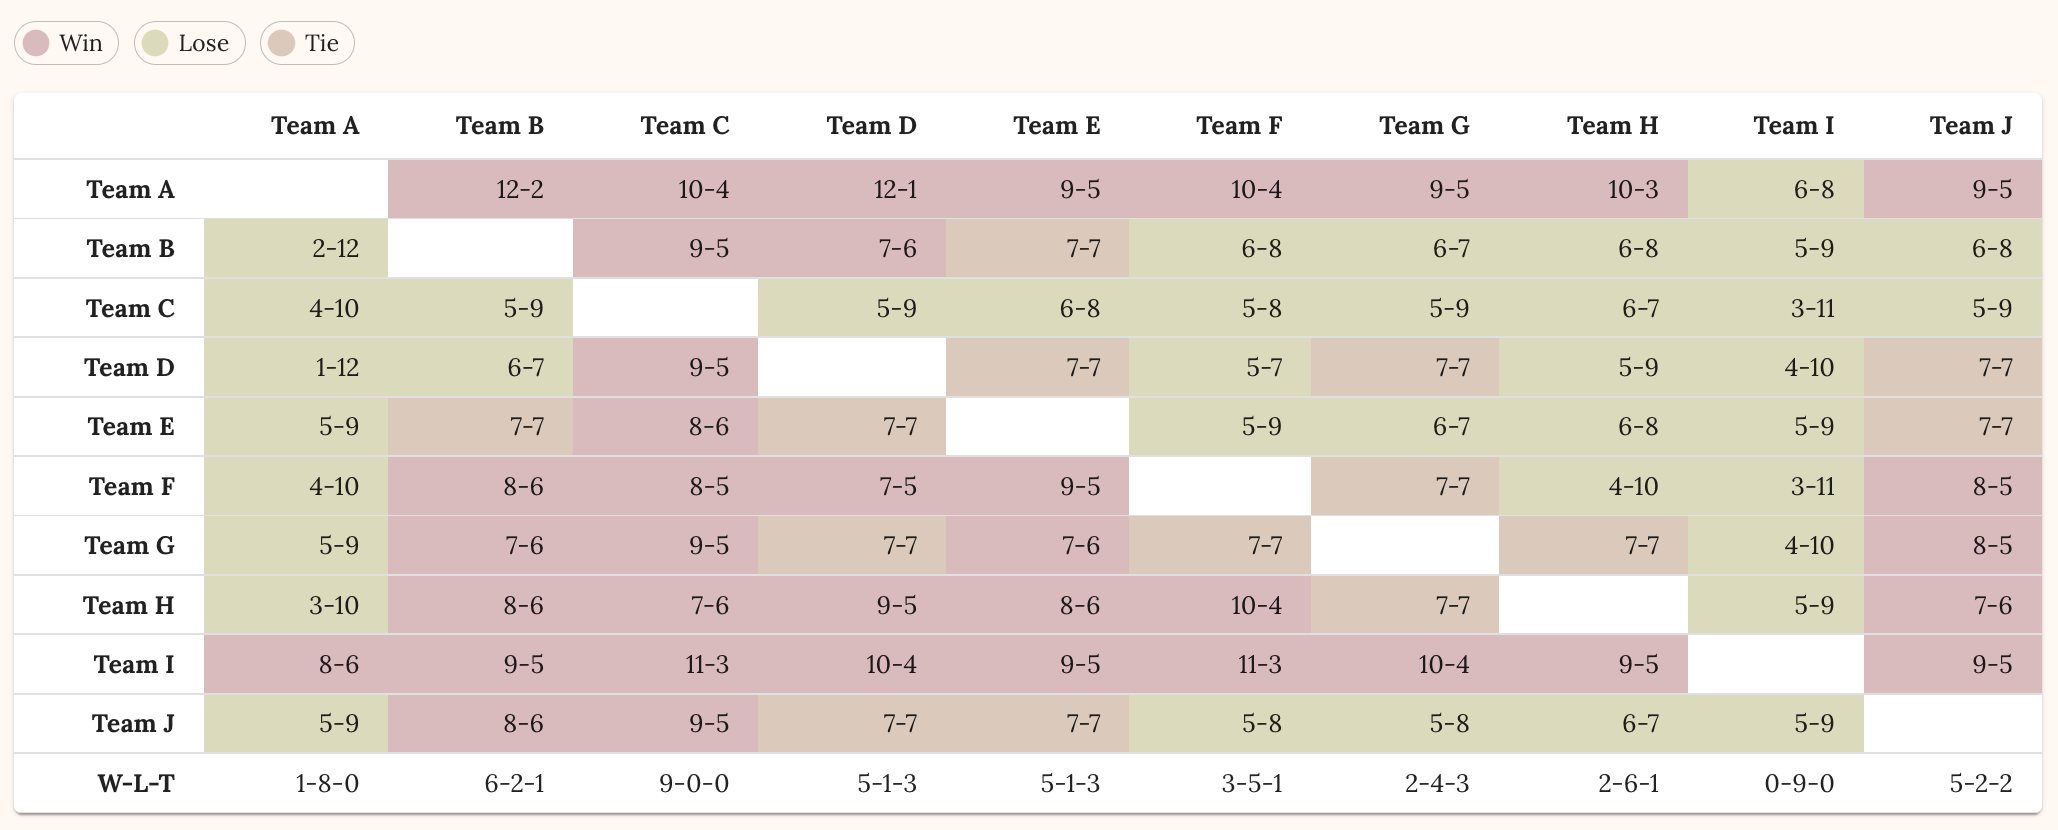 Win Lose Tie
Team A Team B Team C Team D Team E Team F Team G Team H Team I Team J
Team A 12-2 10-4 12-1 9-5 10-4 9-5 10-3 6-8 9-5
Team B 2-12 9-5 7-6 7-7 6-8 6-7 6-8 5-9 6-8
Team C 4-10 5-9 5-9 6-8 5-8 5-9 6-7 3-11 5-9
Team D 1-12 6-7 9-5 7-7 5-7 7-7 5-9 4-10 7-7
Team E 5-9 7-7 8-6 7-7 5-9 6-7 6-8 5-9 7-7
Team F 4-10 8-6 8-5 7-5 9-5 7-7 4-10 3-11 8-5
Team G 5-9 7-6 9-5 7-7 7-6 7-7 7-7 4-10 8-5
Team H 3-10 8-6 7-6 9-5 8-6 10-4 7-7 5-9 7-6
Team I 8-6 9-5 11-3 10-4 9-5 11-3 10-4 9-5 9-5
Team J 5-9 8-6 9-5 7-7 7-7 5-8 5-8 6-7 5-9
W-L-T 1-8-0 6-2-1 9-0-0 5-1-3 5-1-3 3-5-1 2-4-3 2-6-1 0-9-0 5-2-2